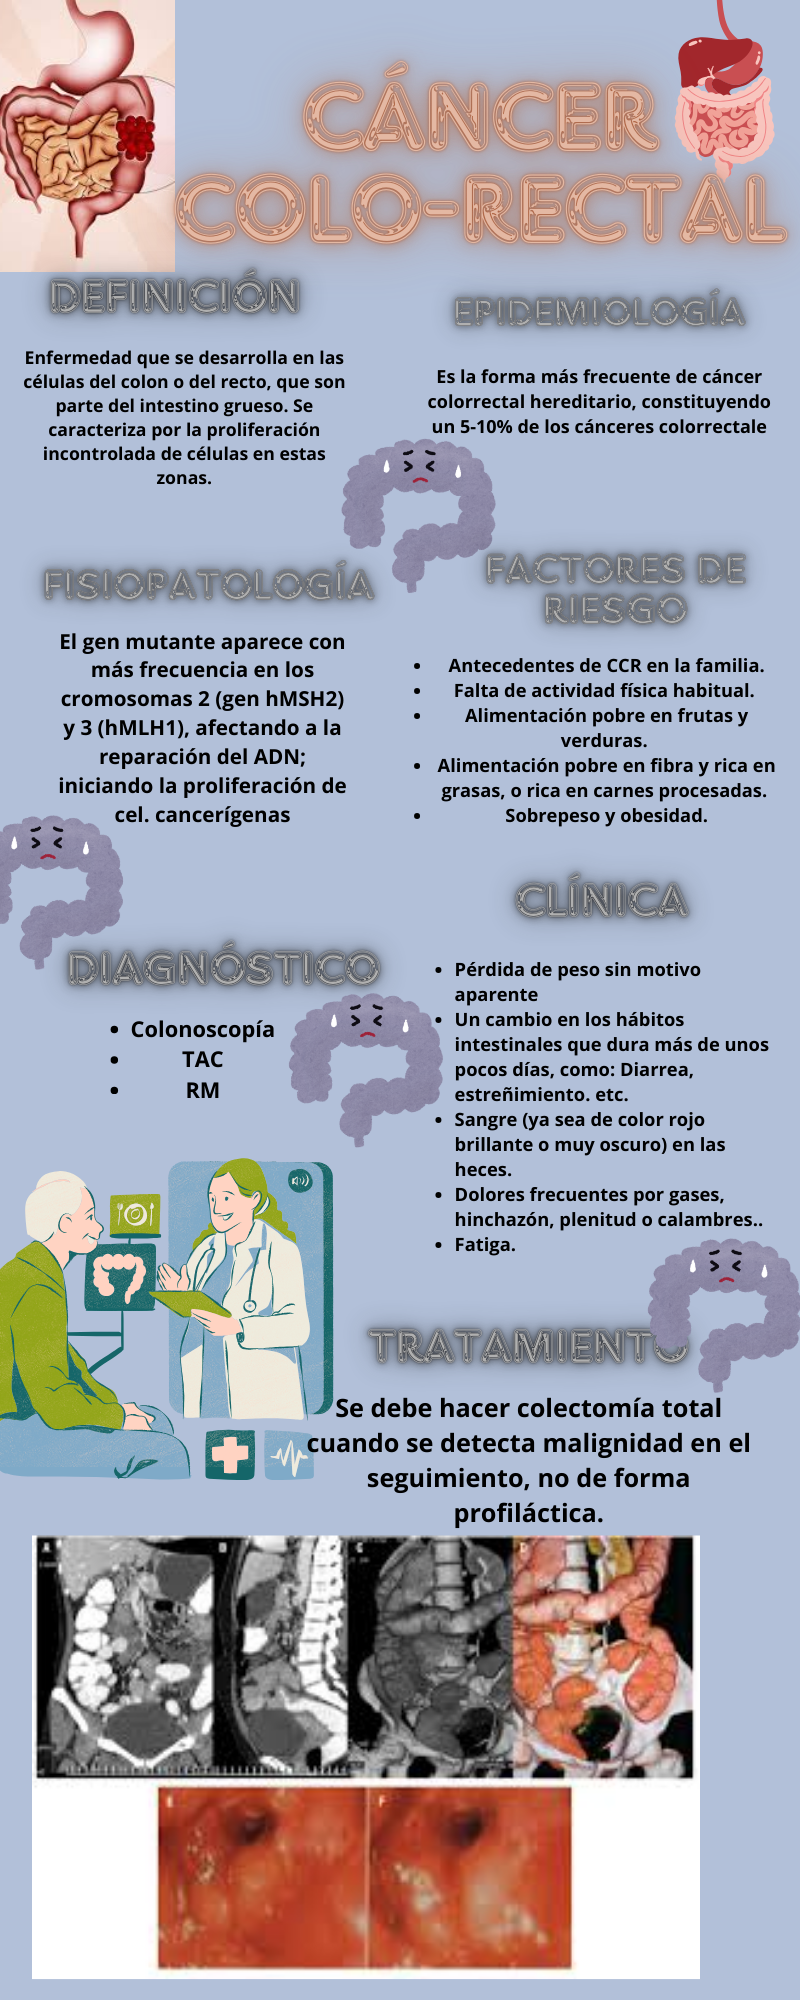 CÁNCER
COLO-RECTAL
DEFINICIÓN
Enfermedad que se desarrolla en las
células del colon o del recto, que son
parte del intestino grueso. Se
caracteriza por la proliferación
incontrolada de células en estas
zonas.
EPIDEMIOLOGÍA
Es la forma más frecuente de cáncer
colorrectal hereditario, constituyendo
un 5-10% de los cánceres colorrectale
FISIOPATOLOGÍA
El gen mutante aparece con
más frecuencia en los
cromosomas 2 (gen hMSH2)
y 3 (hMLH1), afectando a la
reparación del ADN;
iniciando la proliferación de
cel. cancerígenas
FACTORES DE
RIESGO
• Antecedentes de CCR en la familia.
• Falta de actividad física habitual.
• Alimentación pobre en frutas y
verduras.
• Alimentación pobre en fibra y rica en
grasas, o rica en carnes procesadas.
• Sobrepeso y obesidad.
CLÍNICA
• Pérdida de peso sin motivo
aparente
• Un cambio en los hábitos
intestinales que dura más de unos
pocos días, como: Diarrea,
estreñimiento. etc.
• Sangre (ya sea de color rojo
brillante o muy oscuro) en las
heces.
• Dolores frecuentes por gases,
hinchazón, plenitud o calambres..
• Fatiga.
DIAGNÓSTICO
• Colonoscopía
• TAC
• RM
TRATAMIENTO
Se debe hacer colectomía total
cuando se detecta malignidad en el
seguimiento, no de forma
profiláctica.
A B C D
E F